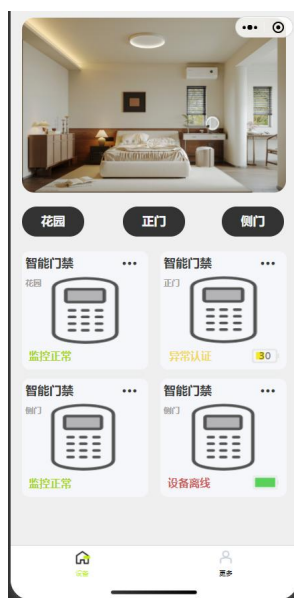 花园 正门 侧门
智能门禁 ••• 智能门禁 •••
花园 正门
监控正常 异常认证 30
智能门禁 ••• 智能门禁 •••
侧门 侧门
监控正常 设备离线
更多